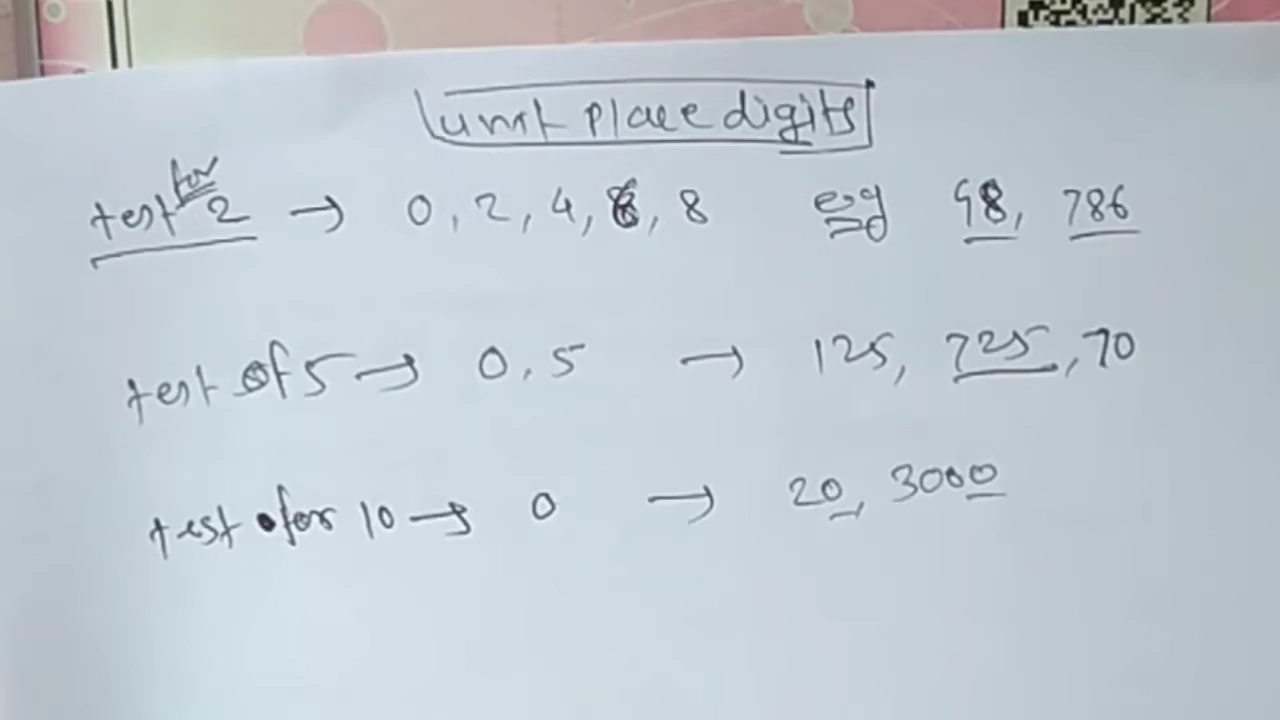 unit place digits
test for 2 → 0, 2, 4, 6, 8 eg 98, 786
test of 5 → 0, 5 → 125, 725, 70
test for 10 → 0 → 20, 3000